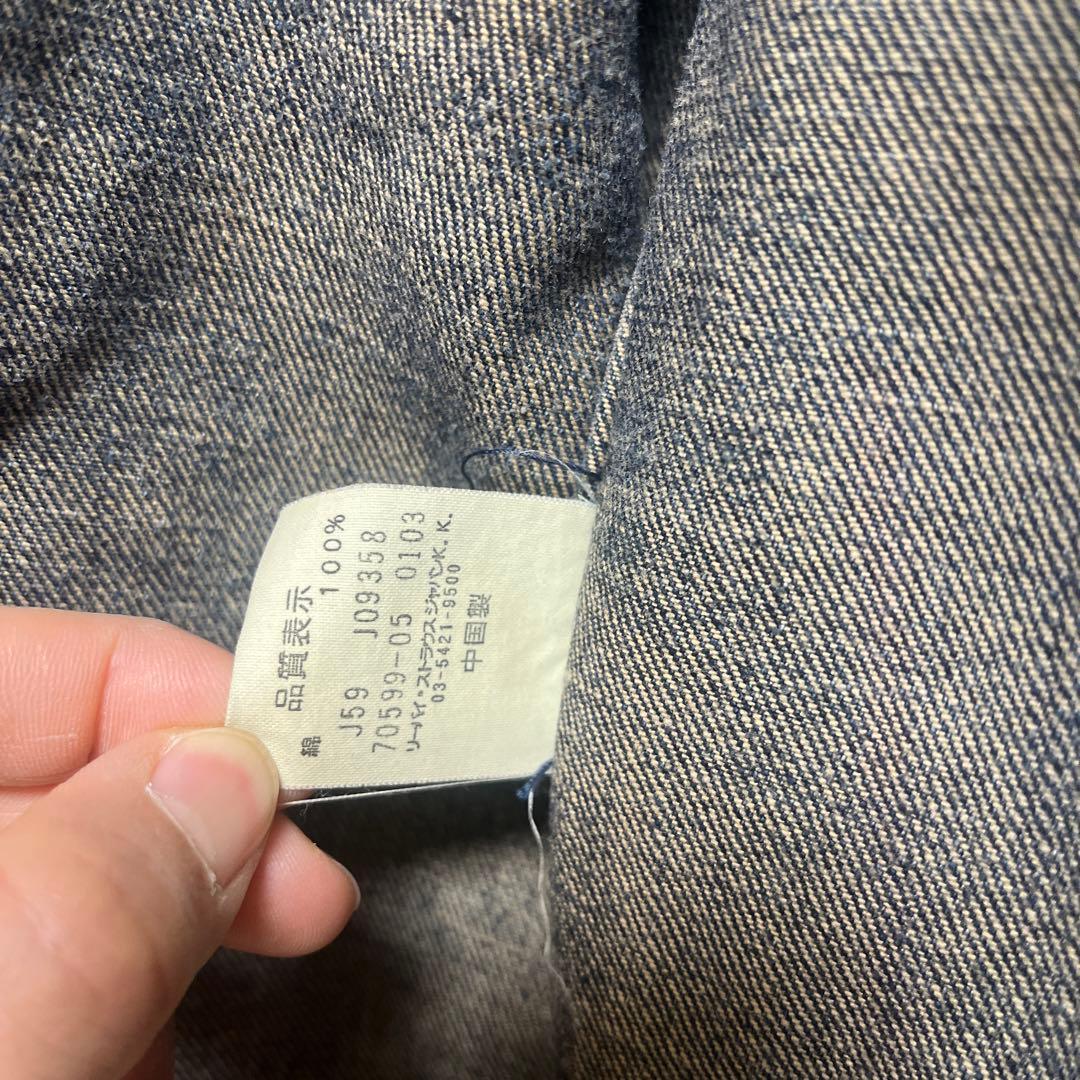 品質表示
綿 100%
J59 J09358
70599-05 0103
リーバイ・ストラウスジャパンK.K.
03-5421-9500
中国製